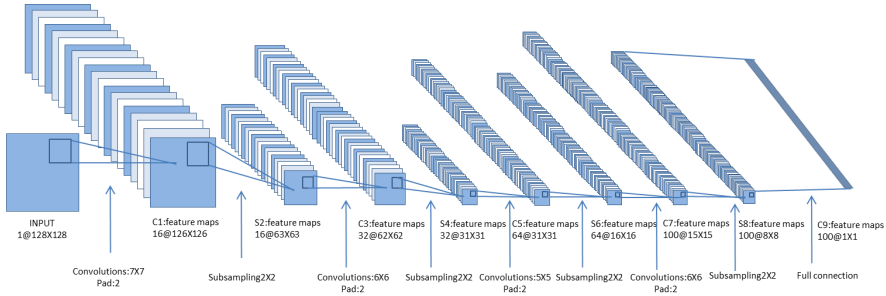 INPUT
1@128X128
C1:feature maps
16@126X126
S2:feature maps
16@63X63
C3:feature maps
32@62X62
S4:feature maps
32@31X31
C5:feature maps
64@31X31
S6:feature maps
64@16X16
C7:feature maps
100@15X15
S8:feature maps
100@8X8
C9:feature maps
100@1X1
Convolutions:7X7
Pad:2
Subsampling2X2
Convolutions:6X6
Pad:2
Subsampling2X2
Convolutions:5X5
Pad:2
Subsampling2X2
Convolutions:6X6
Pad:2
Subsampling2X2
Full connection